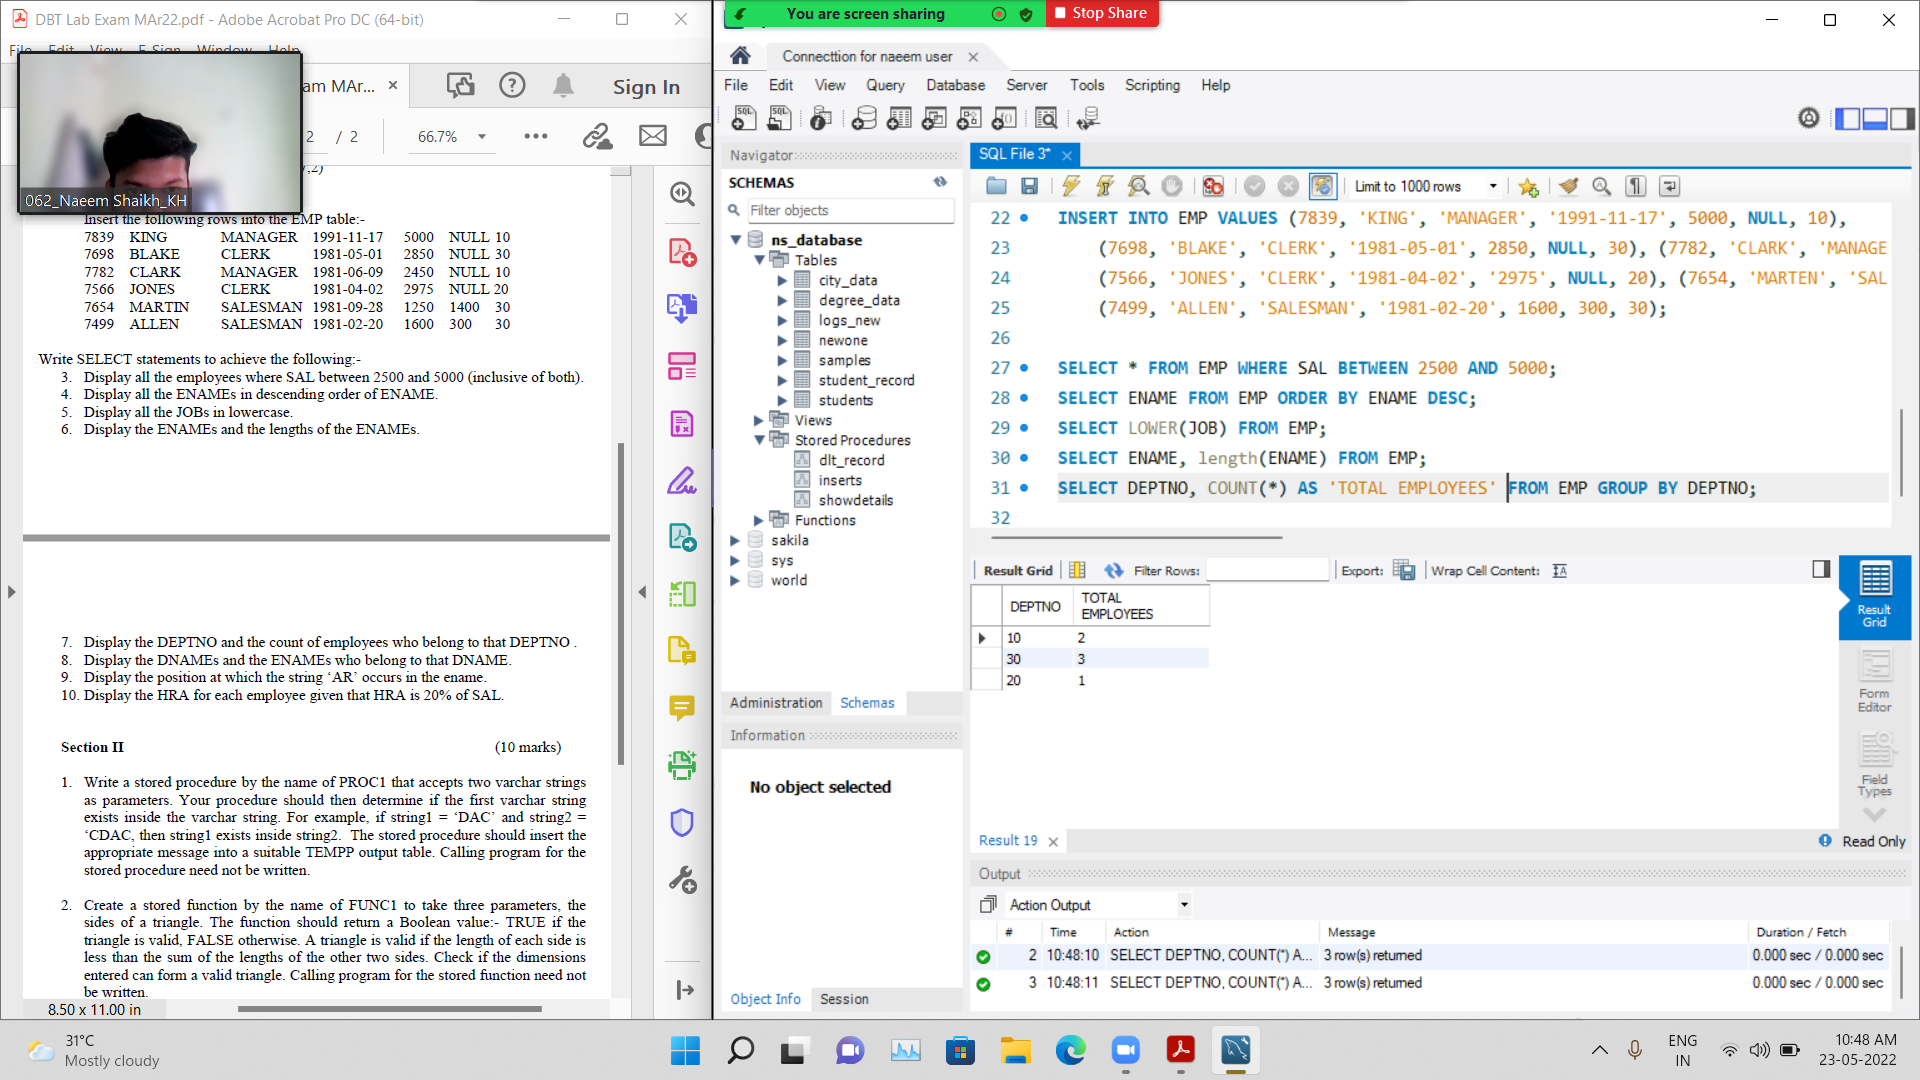 DBT Lab Exam MAr22.pdf - Adobe Acrobat Pro DC (64-bit)
File Edit View E-Sign Window Help
am MAr...
Sign In
2 / 2
66.7%
062_Naeem Shaikh_KH
Insert the following rows into the EMP table:-
7839 KING MANAGER 1991-11-17 5000 NULL 10
7698 BLAKE CLERK 1981-05-01 2850 NULL 30
7782 CLARK MANAGER 1981-06-09 2450 NULL 10
7566 JONES CLERK 1981-04-02 2975 NULL 20
7654 MARTIN SALESMAN 1981-09-28 1250 1400 30
7499 ALLEN SALESMAN 1981-02-20 1600 300 30
Write SELECT statements to achieve the following:-
3. Display all the employees where SAL between 2500 and 5000 (inclusive of both).
4. Display all the ENAMEs in descending order of ENAME.
5. Display all the JOBs in lowercase.
6. Display the ENAMEs and the lengths of the ENAMEs.
7. Display the DEPTNO and the count of employees who belong to that DEPTNO .
8. Display the DNAMEs and the ENAMEs who belong to that DNAME.
9. Display the position at which the string ‘AR’ occurs in the ename.
10. Display the HRA for each employee given that HRA is 20% of SAL.
Section II (10 marks)
1. Write a stored procedure by the name of PROC1 that accepts two varchar strings
as parameters. Your procedure should then determine if the first varchar string
exists inside the varchar string. For example, if string1 = ‘DAC’ and string2 =
‘CDAC, then string1 exists inside string2. The stored procedure should insert the
appropriate message into a suitable TEMPP output table. Calling program for the
stored procedure need not be written.
2. Create a stored function by the name of FUNC1 to take three parameters, the
sides of a triangle. The function should return a Boolean value:- TRUE if the
triangle is valid, FALSE otherwise. A triangle is valid if the length of each side is
less than the sum of the lengths of the other two sides. Check if the dimensions
entered can form a valid triangle. Calling program for the stored function need not
be written.
8.50 x 11.00 in
You are screen sharing
Stop Share
Connecttion for naeem user
File Edit View Query Database Server Tools Scripting Help
Navigator
SCHEMAS
Filter objects
ns_database
Tables
city_data
degree_data
logs_new
newone
samples
student_record
students
Views
Stored Procedures
dlt_record
inserts
showdetails
Functions
sakila
sys
world
Administration Schemas
Information
No object selected
Object Info Session
SQL File 3*
Limit to 1000 rows
22 INSERT INTO EMP VALUES (7839, 'KING', 'MANAGER', '1991-11-17', 5000, NULL, 10),
23 (7698, 'BLAKE', 'CLERK', '1981-05-01', 2850, NULL, 30), (7782, 'CLARK', 'MANAGE
24 (7566, 'JONES', 'CLERK', '1981-04-02', '2975', NULL, 20), (7654, 'MARTEN', 'SAL
25 (7499, 'ALLEN', 'SALESMAN', '1981-02-20', 1600, 300, 30);
26
27 SELECT * FROM EMP WHERE SAL BETWEEN 2500 AND 5000;
28 SELECT ENAME FROM EMP ORDER BY ENAME DESC;
29 SELECT LOWER(JOB) FROM EMP;
30 SELECT ENAME, length(ENAME) FROM EMP;
31 SELECT DEPTNO, COUNT(*) AS 'TOTAL EMPLOYEES' FROM EMP GROUP BY DEPTNO;
32
Result Grid Filter Rows: Export: Wrap Cell Content:
DEPTNO TOTAL EMPLOYEES
10 2
30 3
20 1
Result Grid
Form Editor
Field Types
Result 19
Read Only
Output
Action Output
# Time Action Message Duration / Fetch
2 10:48:10 SELECT DEPTNO, COUNT(*) A... 3 row(s) returned 0.000 sec / 0.000 sec
3 10:48:11 SELECT DEPTNO, COUNT(*) A... 3 row(s) returned 0.000 sec / 0.000 sec
31°C
Mostly cloudy
ENG
IN
10:48 AM
23-05-2022